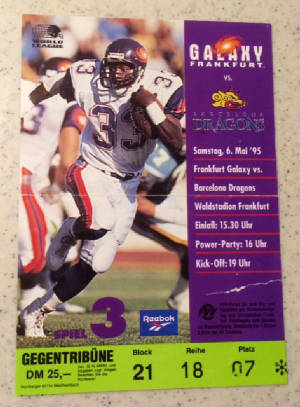 WORLD
LEAGUE
GALAXY
FRANKFURT
VS.
BARCELONA
DRAGONS
Samstag, 6. Mai '95
Frankfurt Galaxy vs.
Barcelona Dragons
Waldstadion Frankfurt
Einlaß: 15.30 Uhr
Power-Party: 16 Uhr
Kick-Off: 19 Uhr
33
SPIEL 3
Reebok
GEGENTRIBÜNE
DM 25,–
Block
21
Reihe
18
Platz
07 *